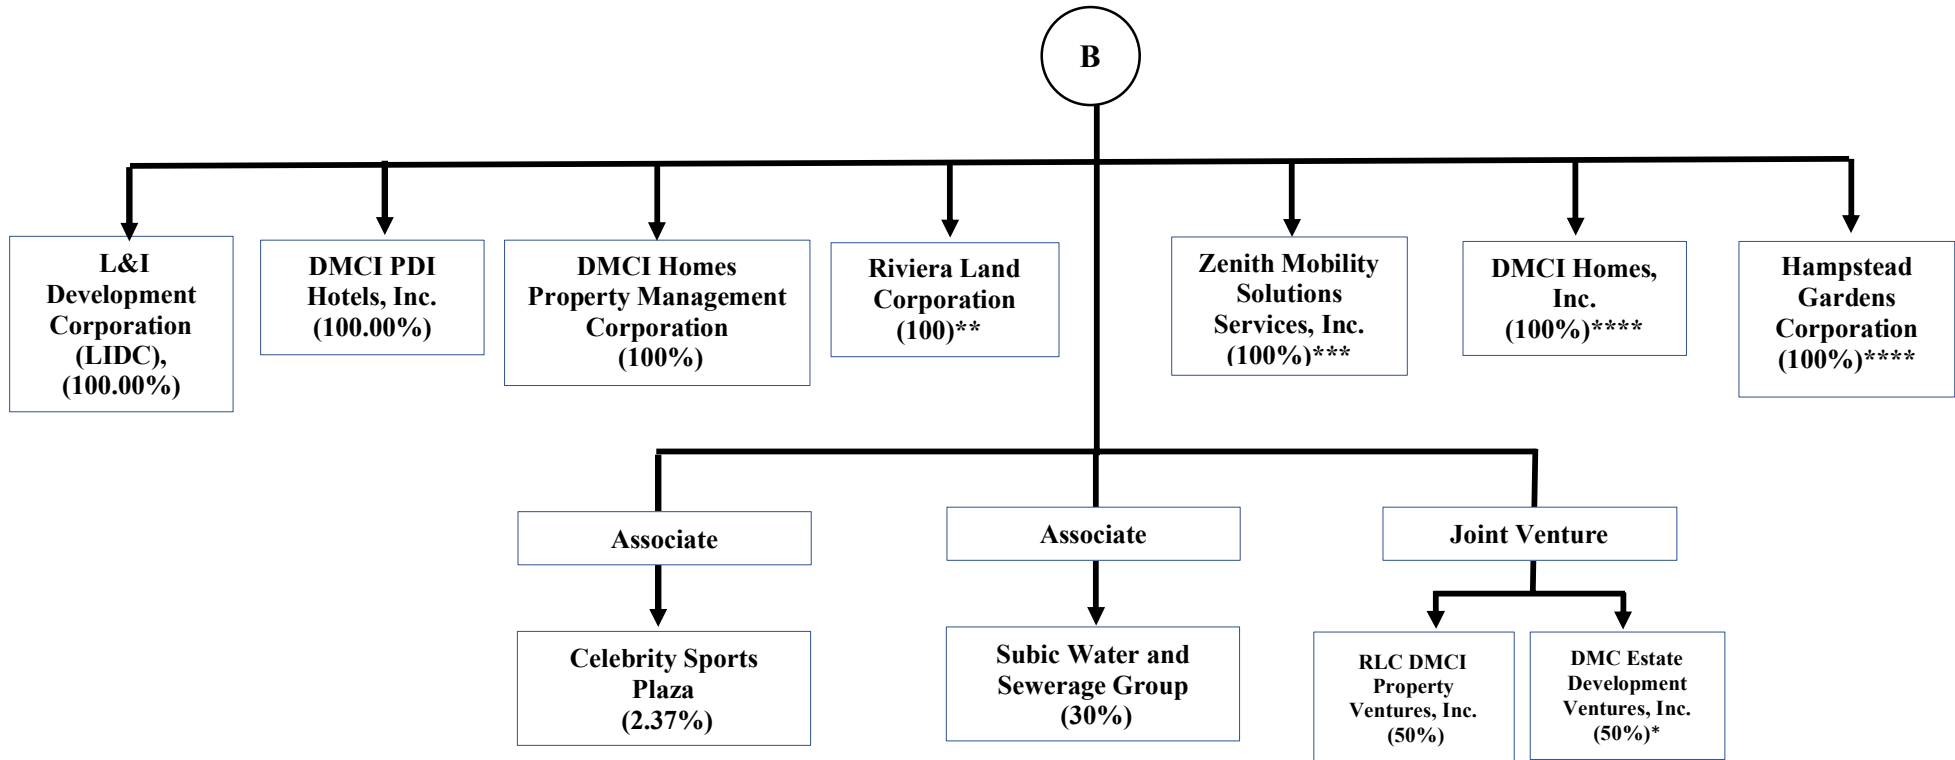 B
L&I
Development
Corporation
(LIDC),
(100.00%)
DMCI PDI
Hotels, Inc.
(100.00%)
DMCI Homes
Property Management
Corporation
(100%)
Riviera Land
Corporation
(100)**
Zenith Mobility
Solutions
Services, Inc.
(100%)***
DMCI Homes,
Inc.
(100%)****
Hampstead
Gardens
Corporation
(100%)****
Associate
Associate
Joint Venture
Celebrity Sports
Plaza
(2.37%)
Subic Water and
Sewerage Group
(30%)
RLC DMCI
Property
Ventures, Inc.
(50%)
DMC Estate
Development
Ventures, Inc.
(50%)*